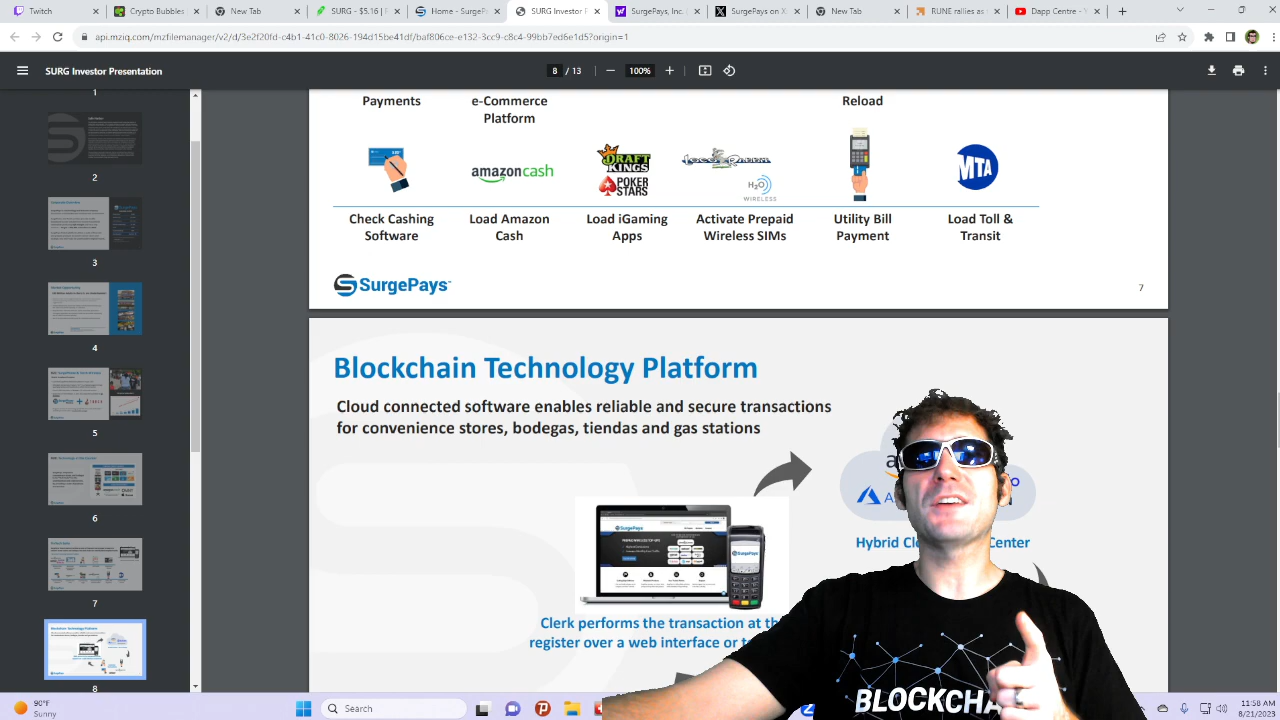 Twitch
Crypto Bubbles
New Tab
SURG – $5.16 [
Home - SurgeP
SURG Investor P
SurgePays, Inc.
SurgePays on X
New Tab
RUNE rallies as
Dapp Centre - Y
api.mziq.com/mzfilemanager/v2/d/3e2f20fd-c4b1-41c0-8026-194d15be41df/baf806ce-e132-3cc9-c8c4-99bb7ed6e1d5?origin=1
SURG Investor Presentation
8 / 13
100%
1
2
3
4
5
6
7
8
Payments
e-Commerce
Platform
Reload
amazoncash
DRAFT
KINGS
POKER
STARS
H2O
WIRELESS
MTA
Check Cashing
Software
Load Amazon
Cash
Load iGaming
Apps
Activate Prepaid
Wireless SIMs
Utility Bill
Payment
Load Toll &
Transit
SurgePays
7
Blockchain Technology Platform
Cloud connected software enables reliable and secure transactions
for convenience stores, bodegas, tiendas and gas stations
SurgePays
SurgePays
Hybrid Cl
enter
Clerk performs the transaction at th
register over a web interface or t
BLOCKCHA
90°F
Sunny
Search
11:58 AM
8/21/2023